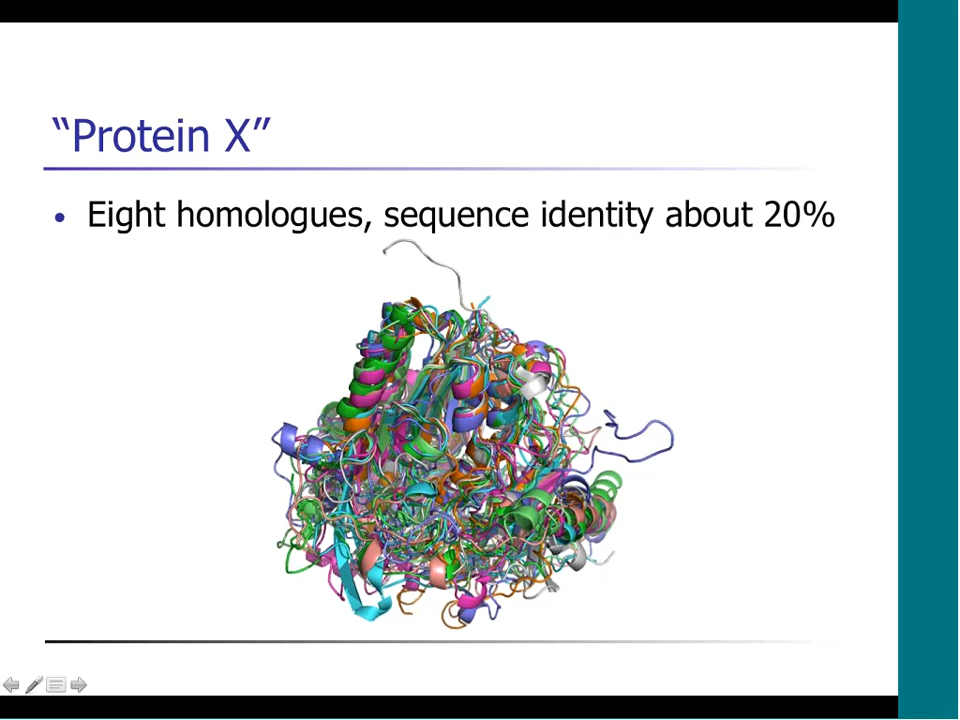 “Protein X”
• Eight homologues, sequence identity about 20%